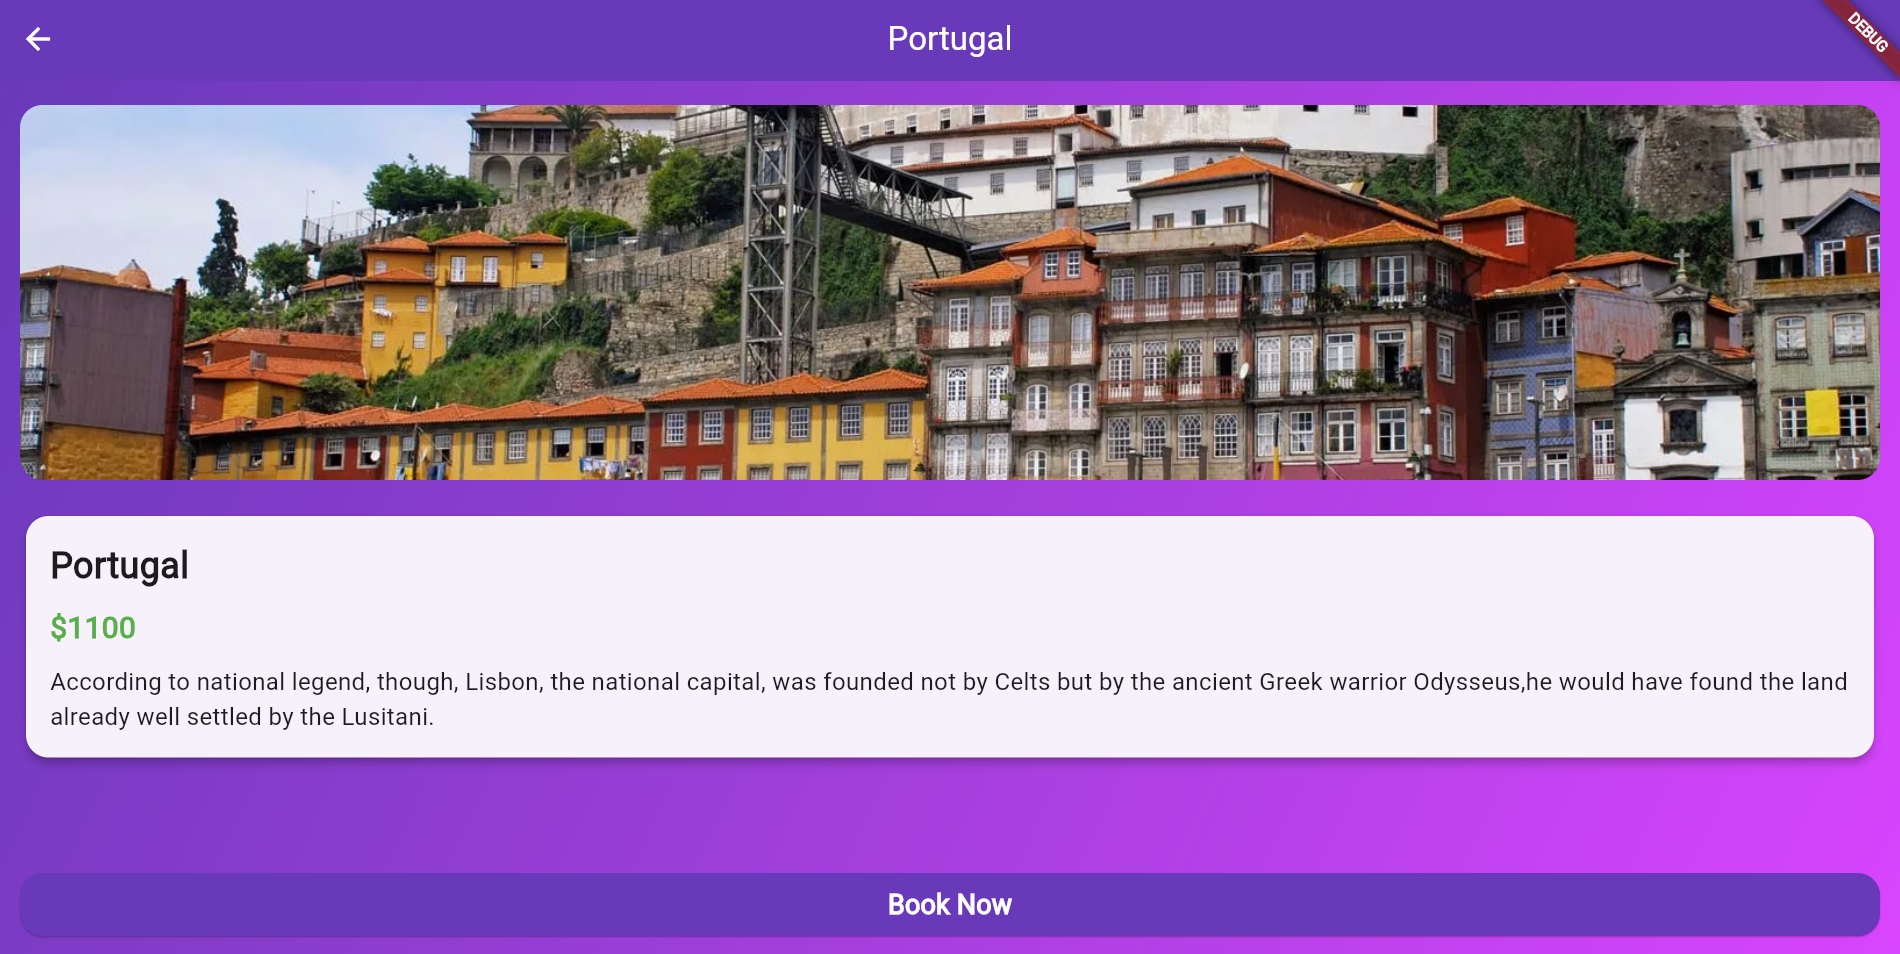 Portugal
DEBUG
Portugal
$1100
According to national legend, though, Lisbon, the national capital, was founded not by Celts but by the ancient Greek warrior Odysseus,he would have found the land
already well settled by the Lusitani.
Book Now